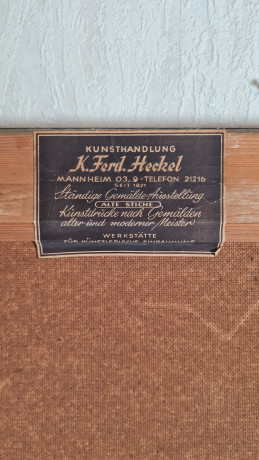 KUNSTHANDLUNG
K. Ferd. Heckel
MANNHEIM O3, 9 - TELEFON 21216
SEIT 1821
Ständige Gemälde-Ausstellung
ALTE STICHE
Kunstdrucke nach Gemälden
alter und moderner Meister
WERKSTÄTTE
FÜR KÜNSTLERISCHE EINRAHMUNG